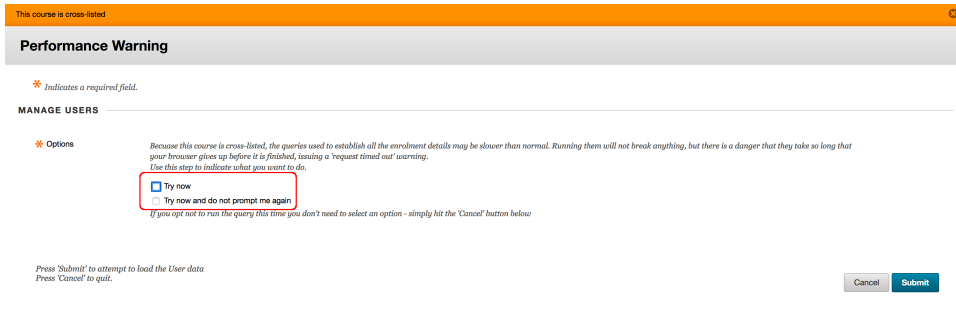 This course is cross-listed
Performance Warning
* Indicates a required field.
MANAGE USERS
* Options
Becuase this course is cross-listed, the queries used to establish all the enrolment details may be slower than normal. Running them will not break anything, but there is a danger that they take so long that
your browser gives up before it is finished, issuing a 'request timed out' warning.
Use this step to indicate what you want to do.
Try now
Try now and do not prompt me again
If you opt not to run the query this time you don't need to select an option - simply hit the 'Cancel' button below
Press 'Submit' to attempt to load the User data
Press 'Cancel' to quit.
Cancel Submit